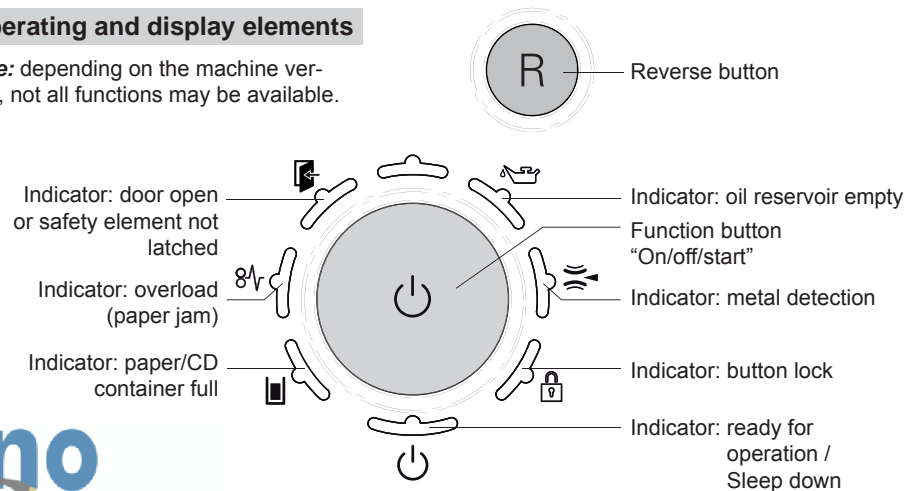 perating and display elements
e: depending on the machine ver-
, not all functions may be available.
R
Reverse button
Indicator: door open
or safety element not
latched
Indicator: overload
(paper jam)
Indicator: paper/CD
container full
Indicator: oil reservoir empty
Function button
“On/off/start”
Indicator: metal detection
Indicator: button lock
Indicator: ready for
operation /
Sleep down
no